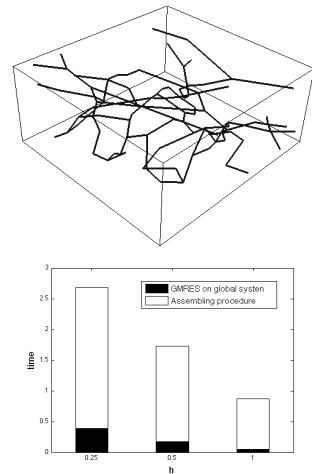 3
2.5
2
1.5
1
0.5
0
time
GMRES on global systen
Assembling procedure
0.25 0.5 1
h